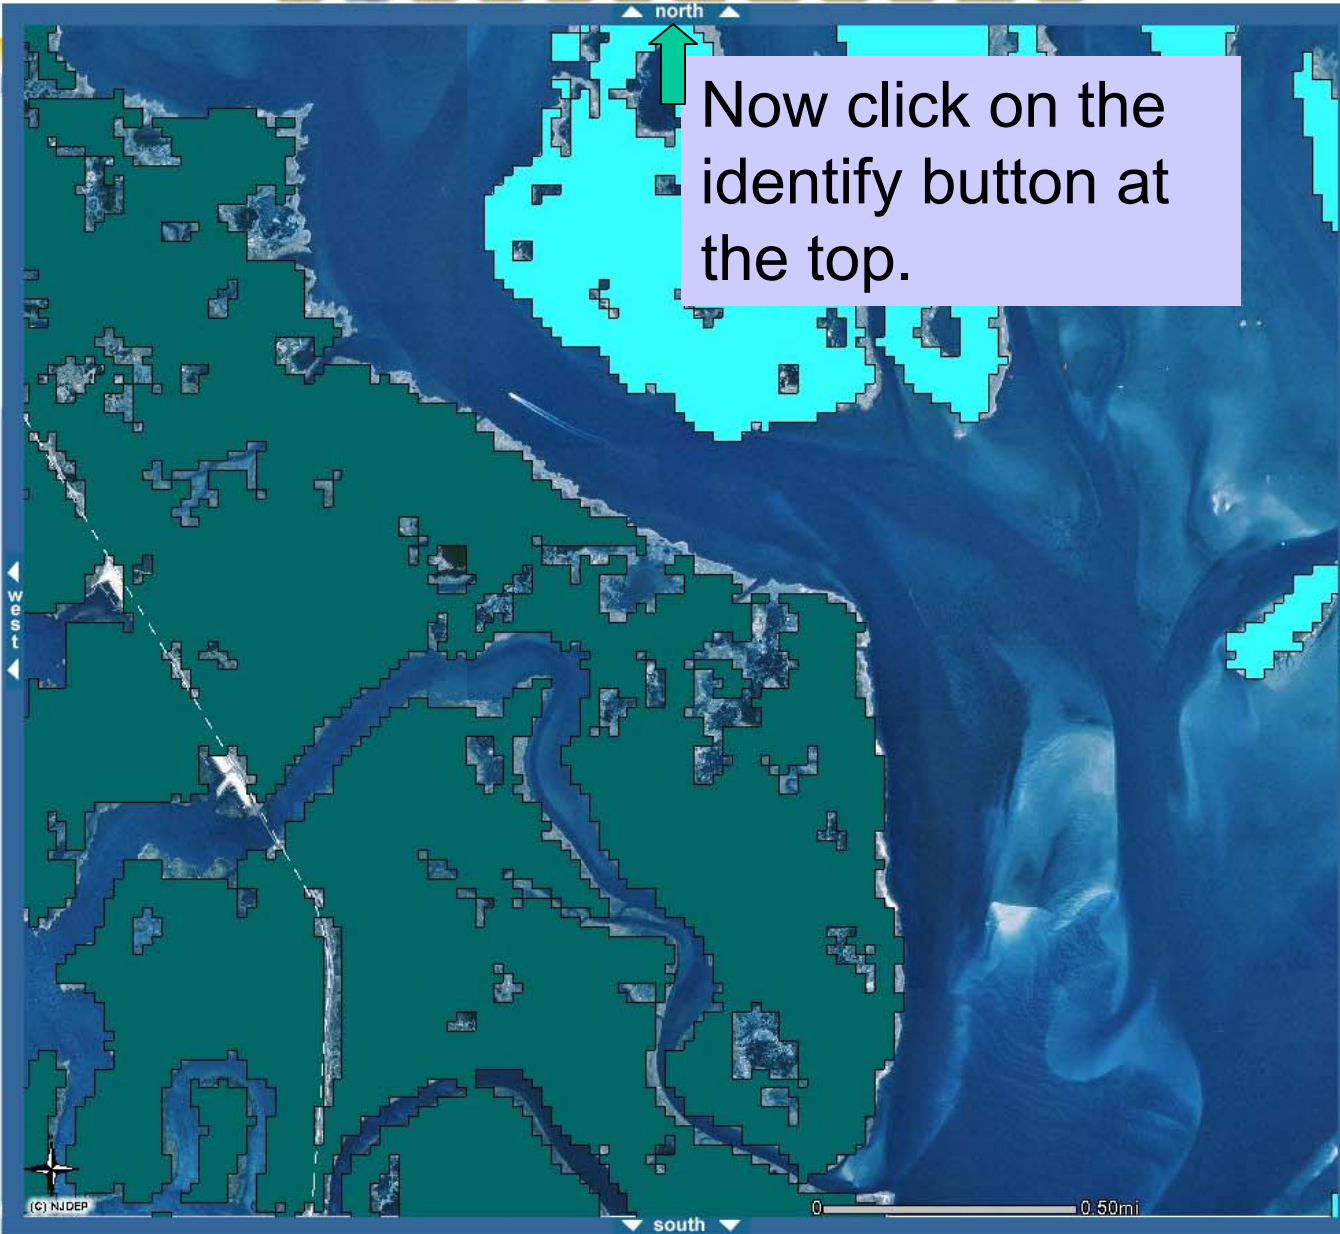 north
Now click on the
identify button at
the top.
west
(C) NJDEP
0 0.50mi
south